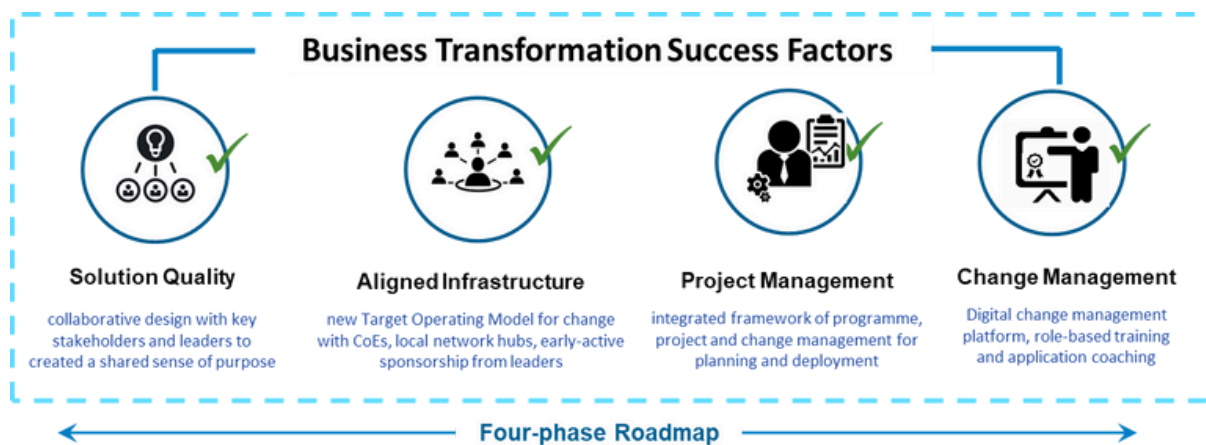 Business Transformation Success Factors
Solution Quality
collaborative design with key
stakeholders and leaders to
created a shared sense of purpose
Aligned Infrastructure
new Target Operating Model for change
with CoEs, local network hubs, early-active
sponsorship from leaders
Project Management
integrated framework of programme,
project and change management for
planning and deployment
Change Management
Digital change management
platform, role-based training
and application coaching
Four-phase Roadmap